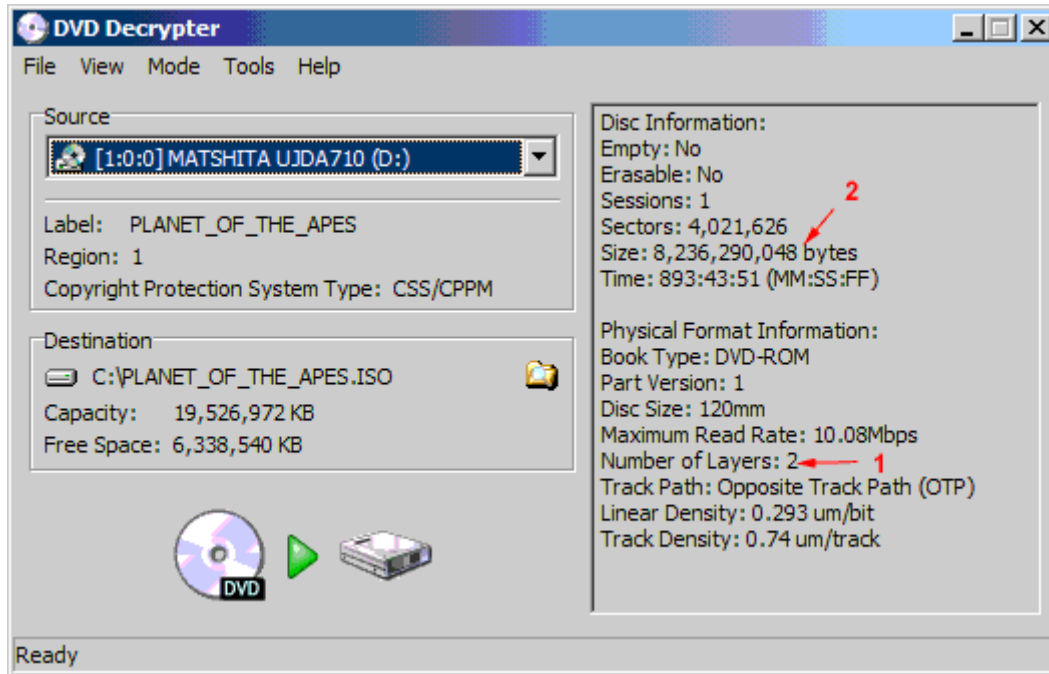 DVD Decrypter
File View Mode Tools Help
Source
[1:0:0] MATSHITA UJDA710 (D:)
Label: PLANET_OF_THE_APES
Region: 1
Copyright Protection System Type: CSS/CPPM
Destination
C:\PLANET_OF_THE_APES.ISO
Capacity: 19,526,972 KB
Free Space: 6,338,540 KB
DVD
Disc Information:
Empty: No
Erasable: No
Sessions: 1
2
Sectors: 4,021,626
Size: 8,236,290,048 bytes
Time: 893:43:51 (MM:SS:FF)
Physical Format Information:
Book Type: DVD-ROM
Part Version: 1
Disc Size: 120mm
Maximum Read Rate: 10.08Mbps
Number of Layers: 2 1
Track Path: Opposite Track Path (OTP)
Linear Density: 0.293 um/bit
Track Density: 0.74 um/track
Ready